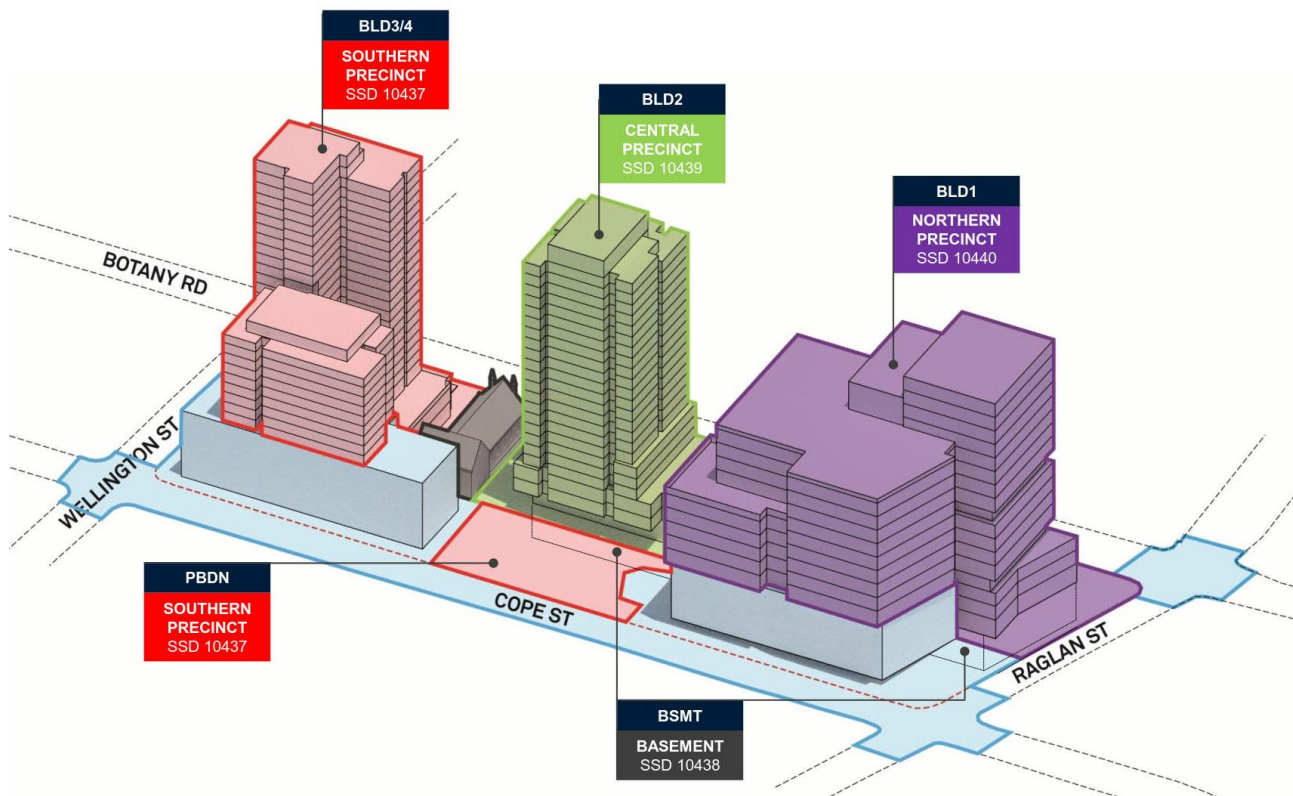 BLD3/4
SOUTHERN
PRECINCT
SSD 10437
BLD2
CENTRAL
PRECINCT
SSD 10439
BLD1
NORTHERN
PRECINCT
SSD 10440
BOTANY RD
WELLINGTON ST
PBDN
SOUTHERN
PRECINCT
SSD 10437
COPE ST
RAGLAN ST
BSMT
BASEMENT
SSD 10438